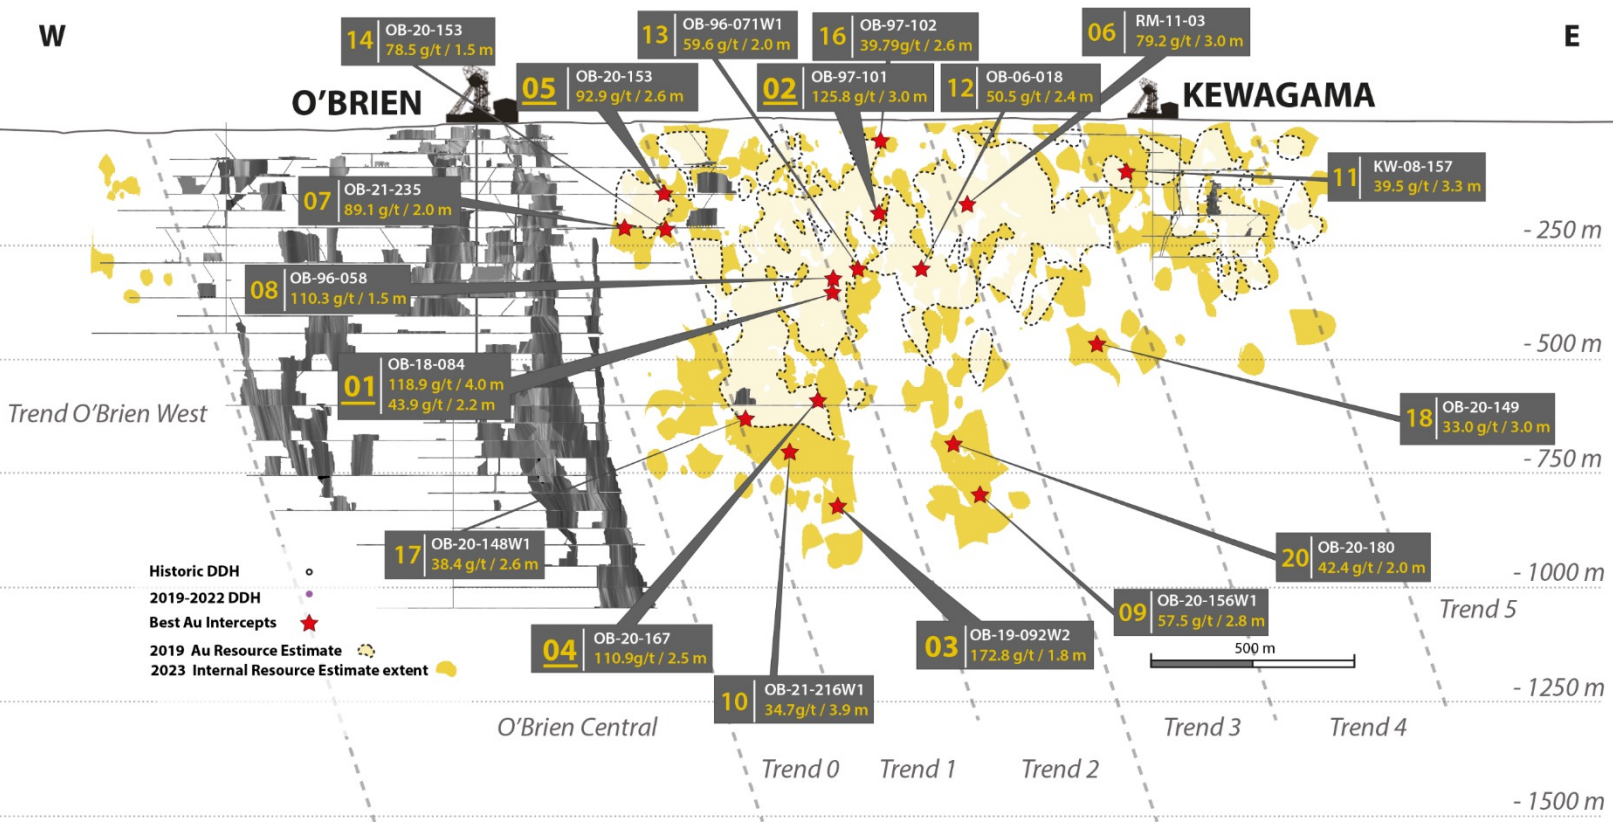 W
E
14
OB-20-153
78.5 g/t / 1.5 m
13
OB-96-071W1
59.6 g/t / 2.0 m
16
OB-97-102
39.79g/t / 2.6 m
06
RM-11-03
79.2 g/t / 3.0 m
O'BRIEN
05
OB-20-153
92.9 g/t / 2.6 m
02
OB-97-101
125.8 g/t / 3.0 m
12
OB-06-018
50.5 g/t / 2.4 m
KEWAGAMA
11
KW-08-157
39.5 g/t / 3.3 m
07
OB-21-235
89.1 g/t / 2.0 m
- 250 m
08
OB-96-058
110.3 g/t / 1.5 m
- 500 m
01
OB-18-084
118.9 g/t / 4.0 m
43.9 g/t / 2.2 m
Trend O'Brien West
18
OB-20-149
33.0 g/t / 3.0 m
- 750 m
17
OB-20-148W1
38.4 g/t / 2.6 m
20
OB-20-180
42.4 g/t / 2.0 m
- 1000 m
Historic DDH
2019-2022 DDH
Best Au Intercepts
2019 Au Resource Estimate
2023 Internal Resource Estimate extent
09
OB-20-156W1
57.5 g/t / 2.8 m
Trend 5
04
OB-20-167
110.9g/t / 2.5 m
03
OB-19-092W2
172.8 g/t / 1.8 m
500 m
10
OB-21-216W1
34.7g/t / 3.9 m
- 1250 m
O'Brien Central
Trend 3
Trend 4
Trend 0
Trend 1
Trend 2
- 1500 m